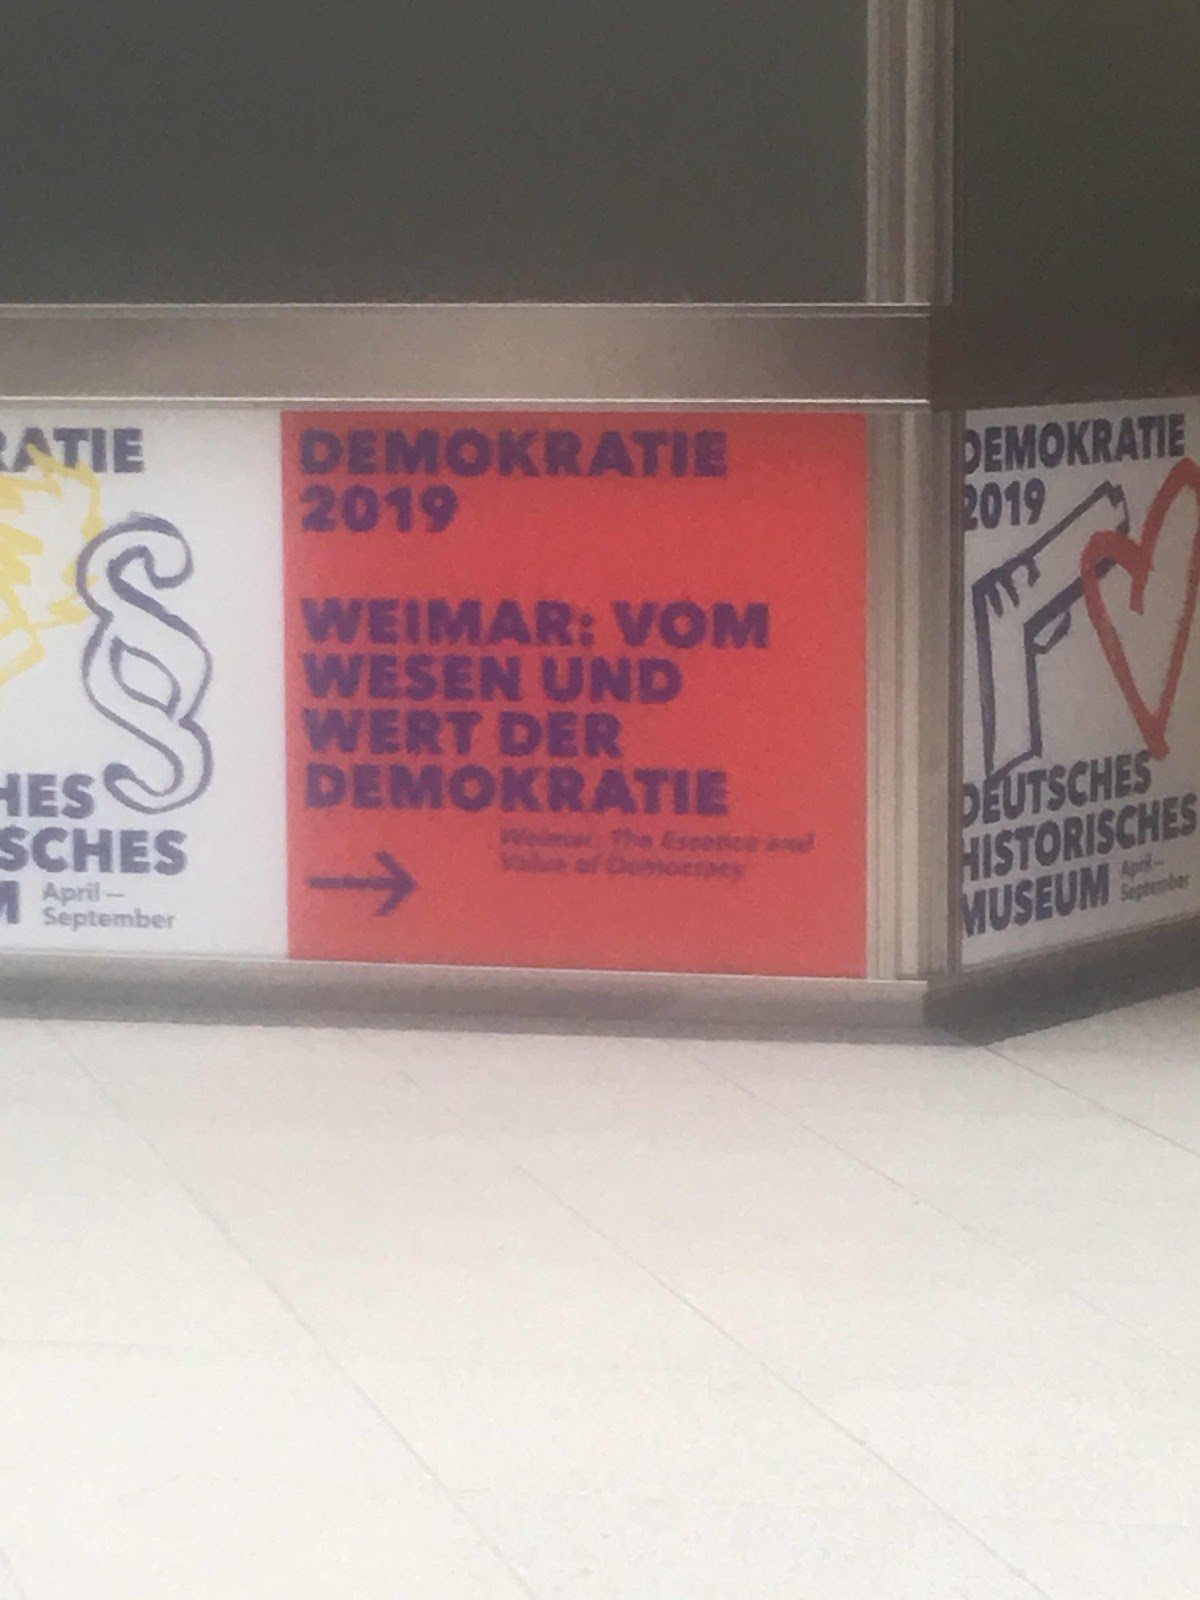 RATIE
§
HES
SCHES
M April –
September
DEMOKRATIE
2019
WEIMAR: VOM
WESEN UND
WERT DER
DEMOKRATIE
Weimar: The Essence and
Value of Democracy
→
DEMOKRATIE
2019
DEUTSCHES
HISTORISCHES
MUSEUM April –
September